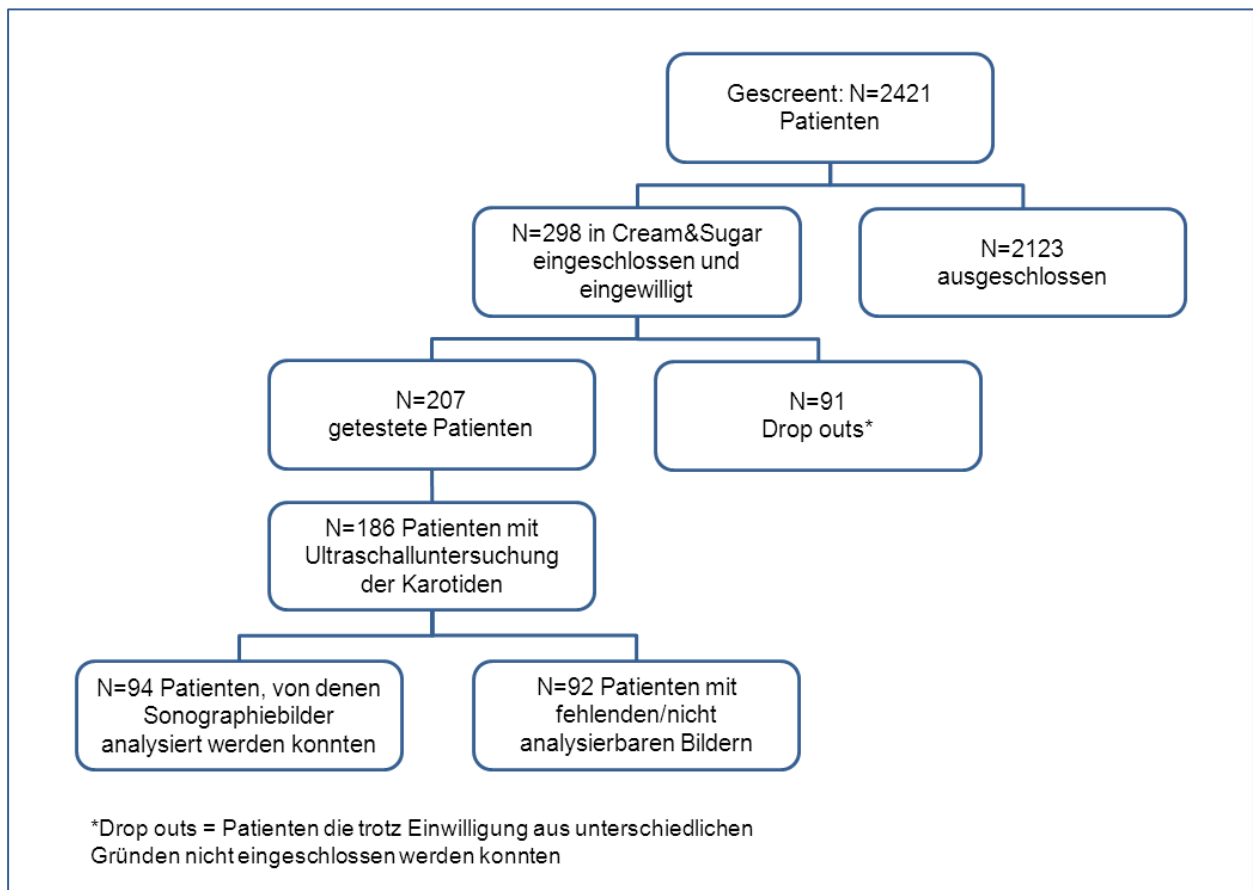 Gescreent: N=2421
Patienten
N=298 in Cream&Sugar
eingeschlossen und
eingewilligt
N=2123
ausgeschlossen
N=207
getestete Patienten
N=91
Drop outs*
N=186 Patienten mit
Ultraschalluntersuchung
der Karotiden
N=94 Patienten, von denen
Sonographiebilder
analysiert werden konnten
N=92 Patienten mit
fehlenden/nicht
analysierbaren Bildern
*Drop outs = Patienten die trotz Einwilligung aus unterschiedlichen
Gründen nicht eingeschlossen werden konnten